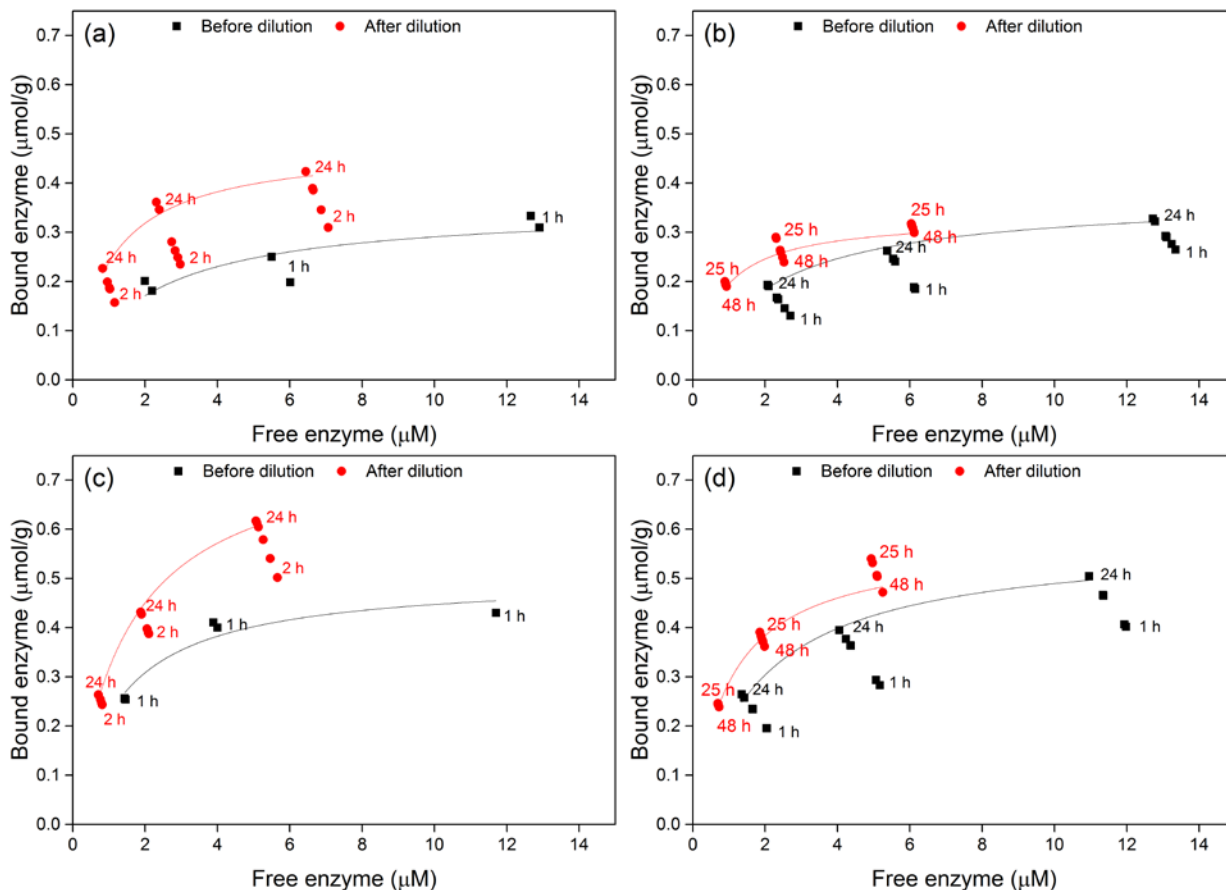 (a)
Before dilution After dilution
Bound enzyme (μmol/g)
0.7
0.6
0.5
0.4
0.3
0.2
0.1
0.0
24 h
24 h
2 h
1 h
24 h
2 h
1 h
2 h
0 2 4 6 8 10 12 14
Free enzyme (μM)
(b)
Before dilution After dilution
Bound enzyme (μmol/g)
0.7
0.6
0.5
0.4
0.3
0.2
0.1
0.0
25 h
24 h
25 h
48 h
24 h
25 h
48 h
24 h
1 h
48 h
1 h
1 h
0 2 4 6 8 10 12 14
Free enzyme (μM)
(c)
Before dilution After dilution
Bound enzyme (μmol/g)
0.7
0.6
0.5
0.4
0.3
0.2
0.1
0.0
24 h
2 h
24 h
1 h
2 h
1 h
24 h
1 h
2 h
0 2 4 6 8 10 12 14
Free enzyme (μM)
(d)
Before dilution After dilution
Bound enzyme (μmol/g)
0.7
0.6
0.5
0.4
0.3
0.2
0.1
0.0
25 h
24 h
48 h
25 h
24 h
1 h
48 h
25 h
24 h
1 h
48 h
1 h
0 2 4 6 8 10 12 14
Free enzyme (μM)